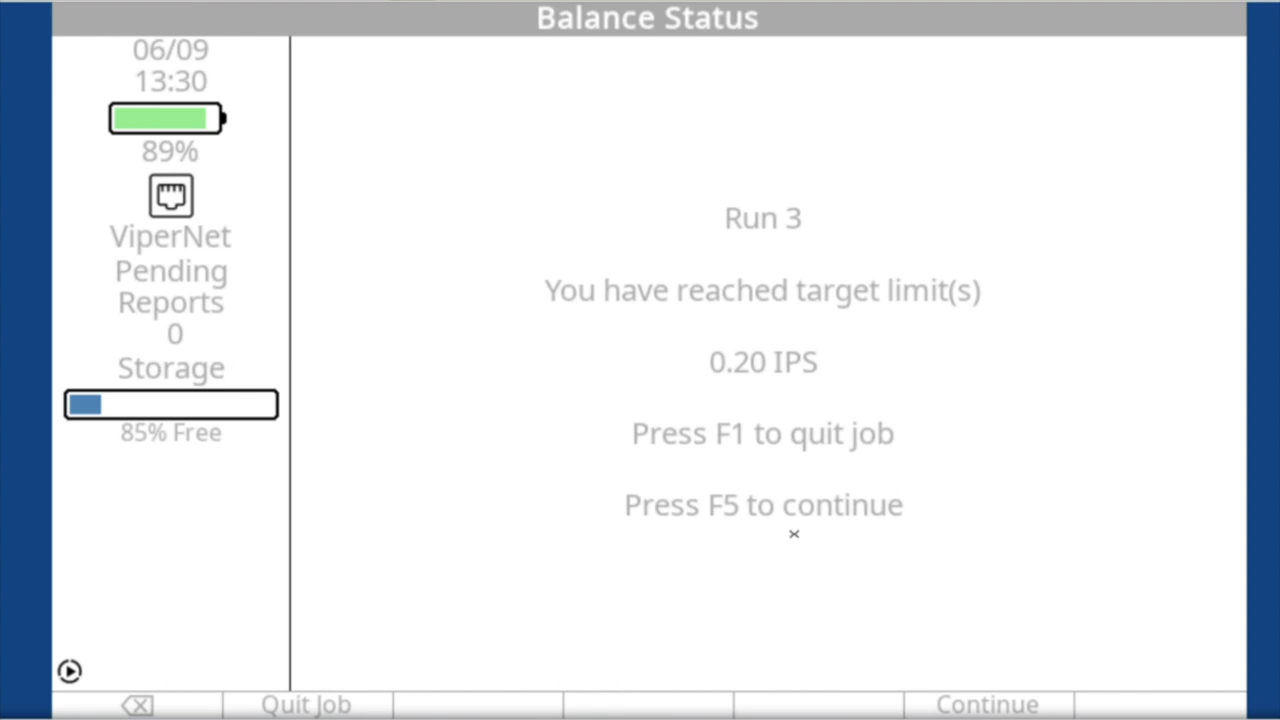 Balance Status
06/09
13:30
89%
ViperNet
Pending
Reports
0
Storage
85% Free
Run 3
You have reached target limit(s)
0.20 IPS
Press F1 to quit job
Press F5 to continue
Quit Job
Continue